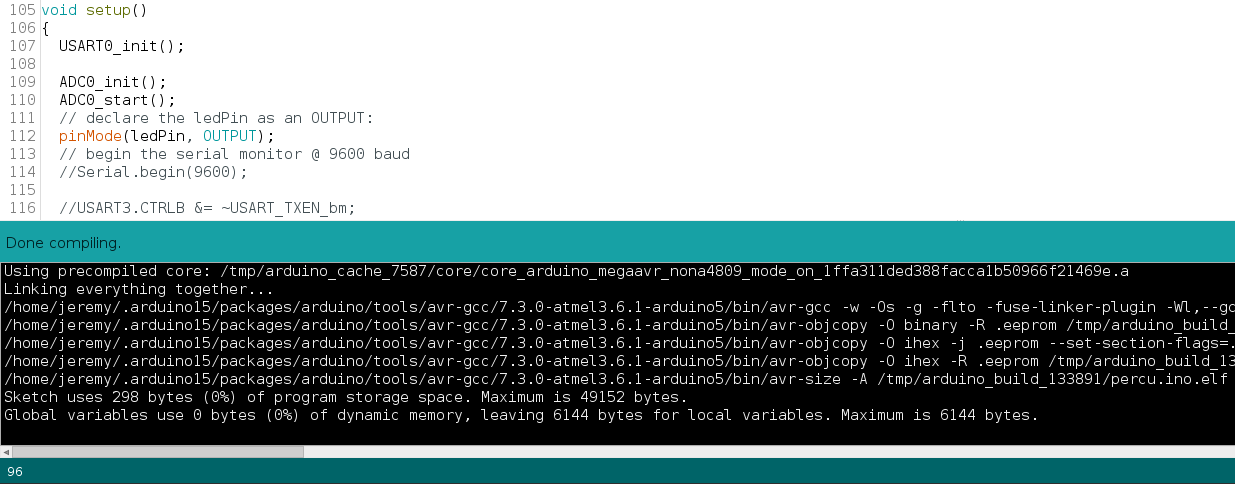 105 void setup()
106 {
107   USART0_init();
108
109   ADC0_init();
110   ADC0_start();
111   // declare the ledPin as an OUTPUT:
112   pinMode(ledPin, OUTPUT);
113   // begin the serial monitor @ 9600 baud
114   //Serial.begin(9600);
115
116   //USART3.CTRLB &= ~USART_TXEN_bm;
Done compiling.
Using precompiled core: /tmp/arduino_cache_7587/core/core_arduino_megaavr_nona4809_mode_on_1ffa311ded388facca1b50966f21469e.a
Linking everything together...
/home/jeremy/.arduino15/packages/arduino/tools/avr-gcc/7.3.0-atmel3.6.1-arduino5/bin/avr-gcc -w -Os -g -flto -fuse-linker-plugin -Wl,--gc
/home/jeremy/.arduino15/packages/arduino/tools/avr-gcc/7.3.0-atmel3.6.1-arduino5/bin/avr-objcopy -O binary -R .eeprom /tmp/arduino_build_
/home/jeremy/.arduino15/packages/arduino/tools/avr-gcc/7.3.0-atmel3.6.1-arduino5/bin/avr-objcopy -O ihex -j .eeprom --set-section-flags=.
/home/jeremy/.arduino15/packages/arduino/tools/avr-gcc/7.3.0-atmel3.6.1-arduino5/bin/avr-objcopy -O ihex -R .eeprom /tmp/arduino_build_13
/home/jeremy/.arduino15/packages/arduino/tools/avr-gcc/7.3.0-atmel3.6.1-arduino5/bin/avr-size -A /tmp/arduino_build_133891/percu.ino.elf
Sketch uses 298 bytes (0%) of program storage space. Maximum is 49152 bytes.
Global variables use 0 bytes (0%) of dynamic memory, leaving 6144 bytes for local variables. Maximum is 6144 bytes.
96